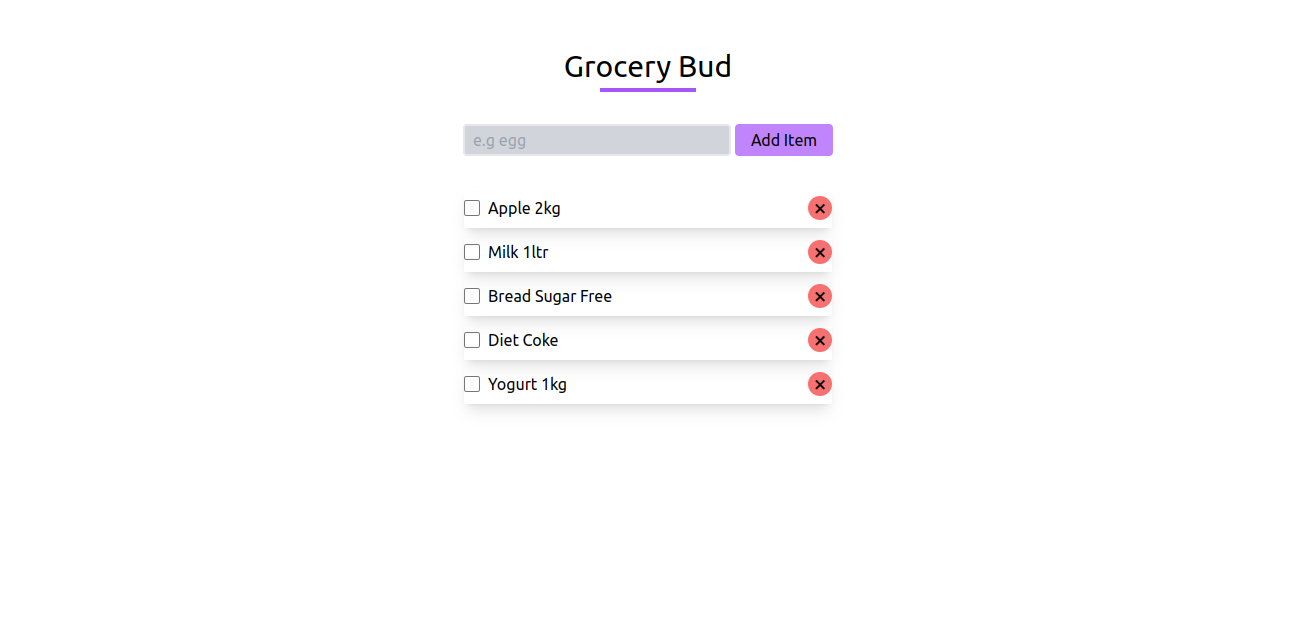 Grocery Bud
e.g egg
Add Item
Apple 2kg
Milk 1ltr
Bread Sugar Free
Diet Coke
Yogurt 1kg